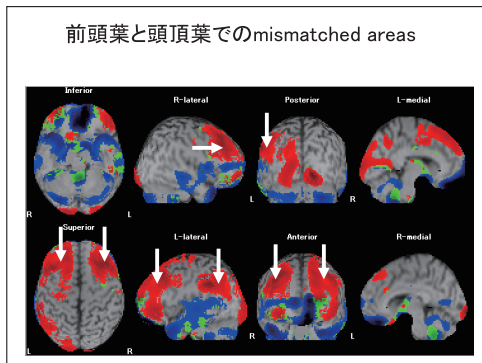 前頭葉と頭頂葉でのmismatched areas
Inferior
R-lateral
Posterior
L-medial
R
L
L
R
Superior
L-lateral
Anterior
R-medial
L
R
R
L